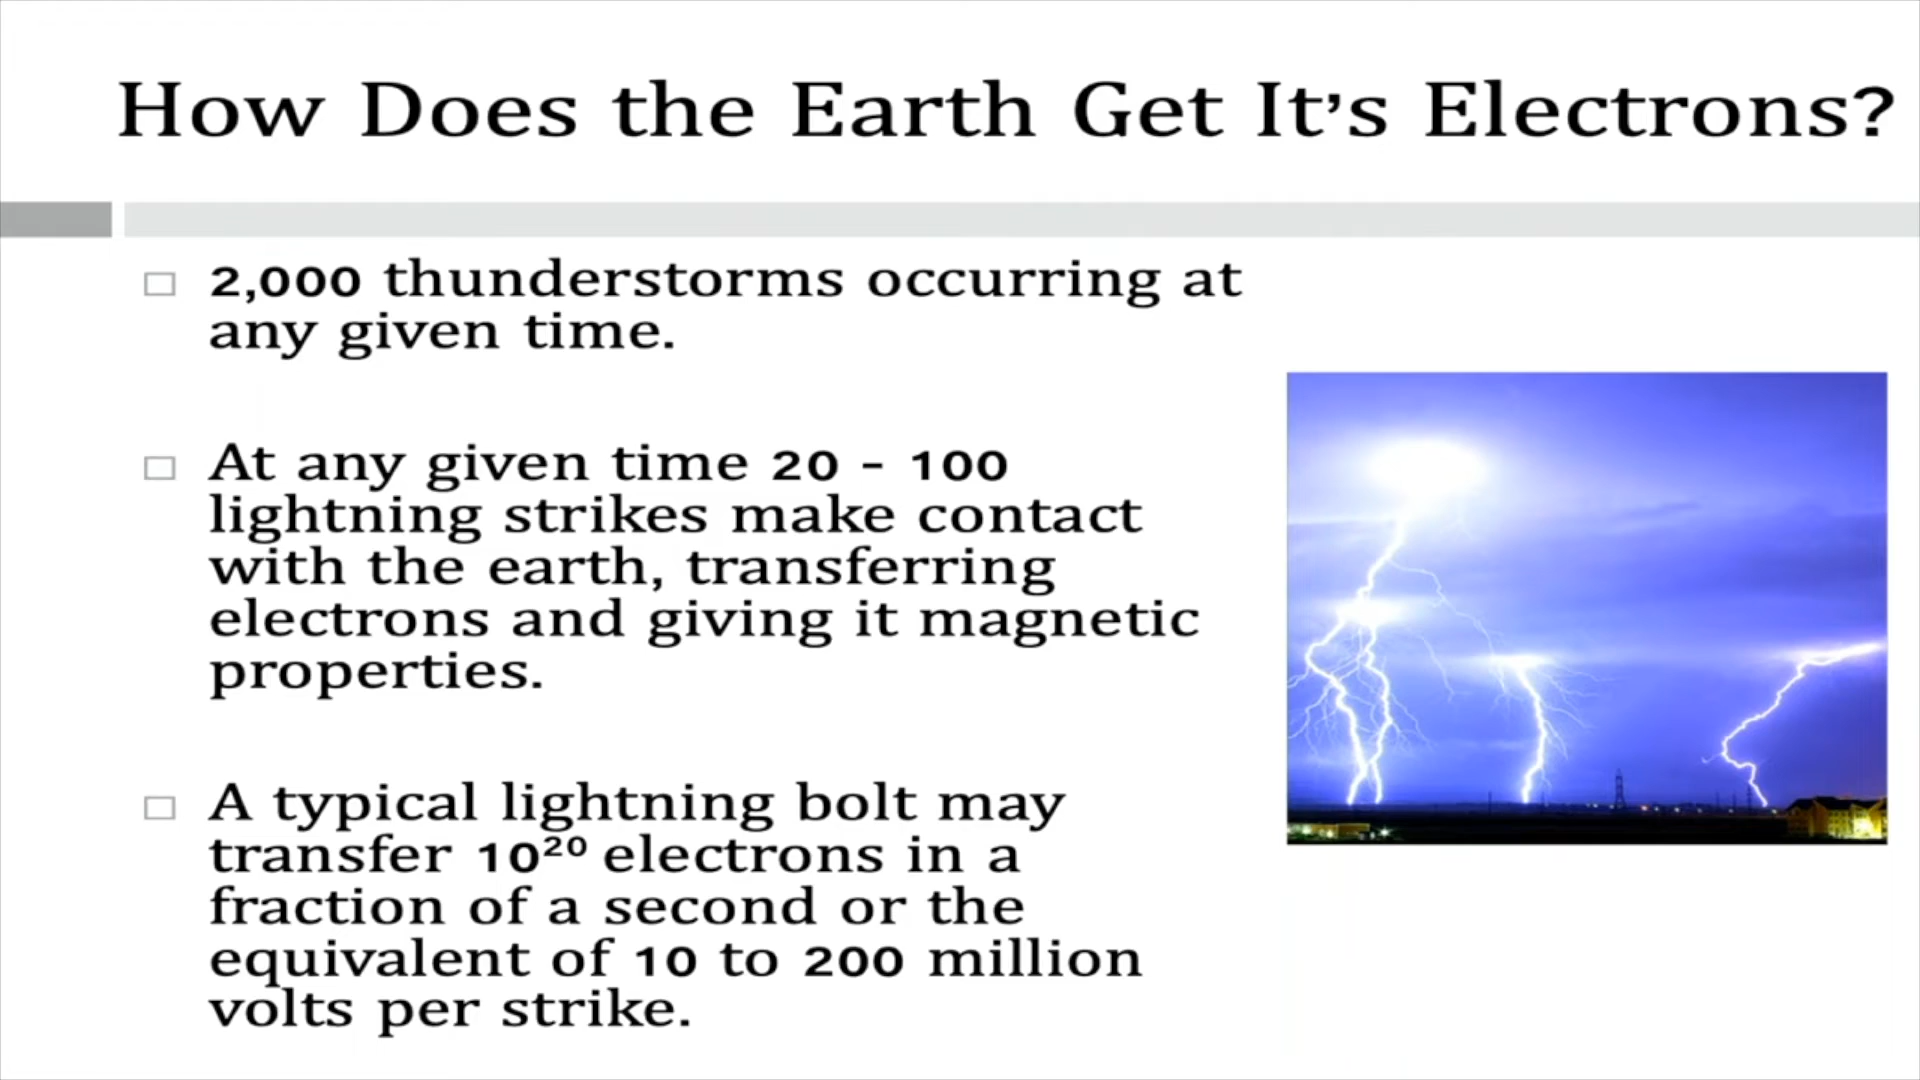 How Does the Earth Get It's Electrons?
2,000 thunderstorms occurring at
any given time.
At any given time 20 - 100
lightning strikes make contact
with the earth, transferring
electrons and giving it magnetic
properties.
A typical lightning bolt may
transfer 10²⁰ electrons in a
fraction of a second or the
equivalent of 10 to 200 million
volts per strike.